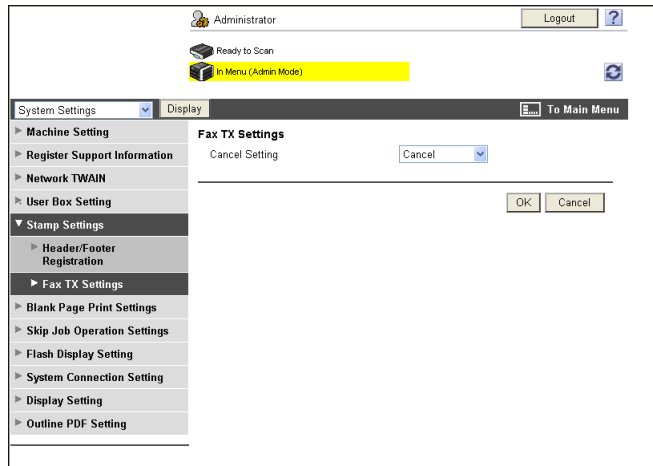 Administrator
Logout
?
Ready to Scan
In Menu (Admin Mode)
System Settings
Display
To Main Menu
Machine Setting
Register Support Information
Network TWAIN
User Box Setting
Stamp Settings
Header/Footer
Registration
Fax TX Settings
Blank Page Print Settings
Skip Job Operation Settings
Flash Display Setting
System Connection Setting
Display Setting
Outline PDF Setting
Fax TX Settings
Cancel Setting
Cancel
OK
Cancel